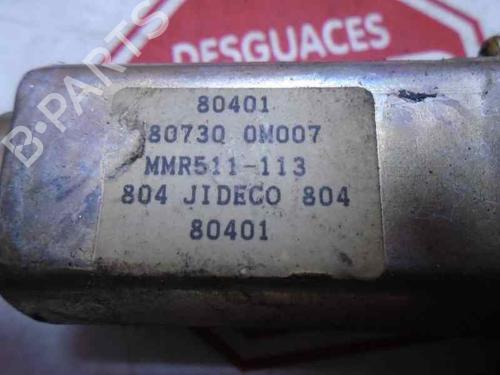 DESGUACES
B-PARTS
80401
80730 0M007
MMR511-113
804 JIDECO 804
80401